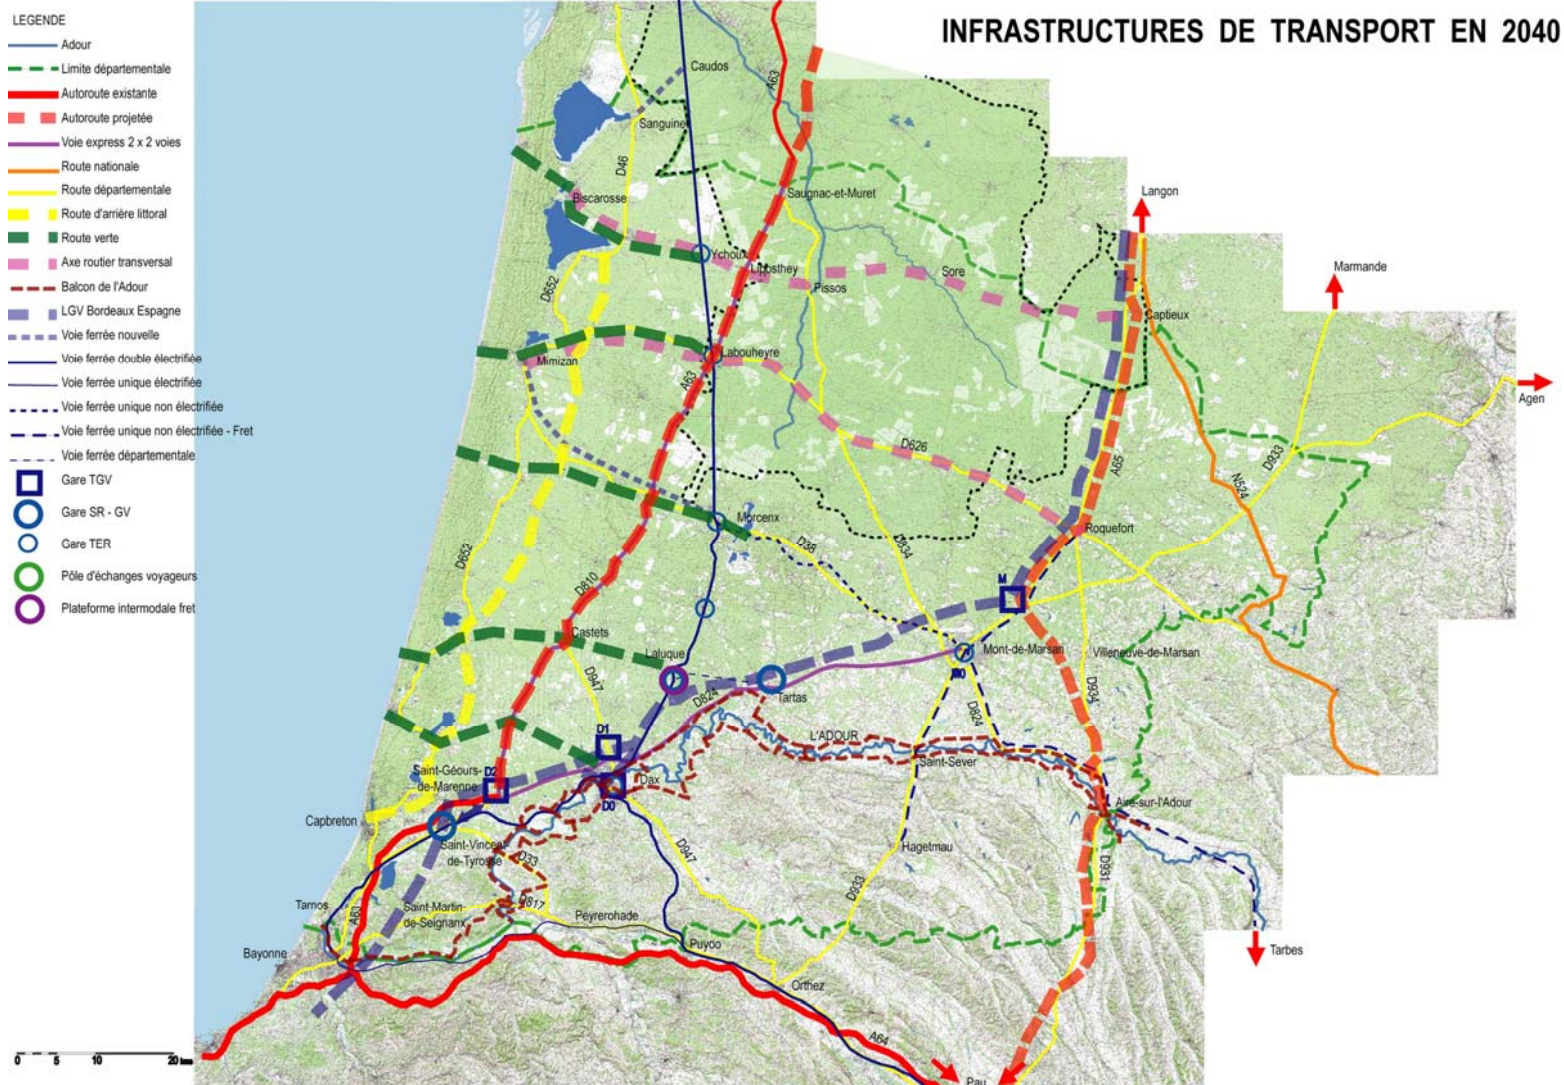 INFRASTRUCTURES DE TRANSPORT EN 2040
LEGENDE
Adour
Limite départementale
Autoroute existante
Autoroute projetée
Voie express 2 x 2 voies
Route nationale
Route départementale
Route d'arrière littoral
Route verte
Axe routier transversal
Balcon de l'Adour
LGV Bordeaux Espagne
Voie ferrée nouvelle
Voie ferrée double électrifiée
Voie ferrée unique électrifiée
Voie ferrée unique non électrifiée
Voie ferrée unique non électrifiée - Fret
Voie ferrée départementale
Gare TGV
Gare SR - GV
Gare TER
Pôle d'échanges voyageurs
Plateforme intermodale fret
0 5 10 20 kms
Caudos
A63
Sanguinet
D46
Biscarosse
Saugnac-et-Muret
Langon
Ychoux
Liposthey
Pissos
Sore
Marmande
D652
Captieux
Mimizan
Labouheyre
A63
Agen
D626
A65
D933
N524
Morcenx
D38
D834
Roquefort
D652
D810
M
Castets
Laluque
D947
Mont-de-Marsan
M0
Villeneuve-de-Marsan
D824
Tartas
D934
D824
D1
L'ADOUR
Saint-Sever
Saint-Géours-
de-Marenne
D2
Dax
D0
Aire-sur-l'Adour
Capbreton
Saint-Vincent-
de-Tyrosse
D33
D947
Hagetmau
D931
D933
Tarnos
A63
Saint-Martin-
de-Seignanx
D817
Peyrerohade
Bayonne
Puyoo
Tarbes
Orthez
A64
Pau